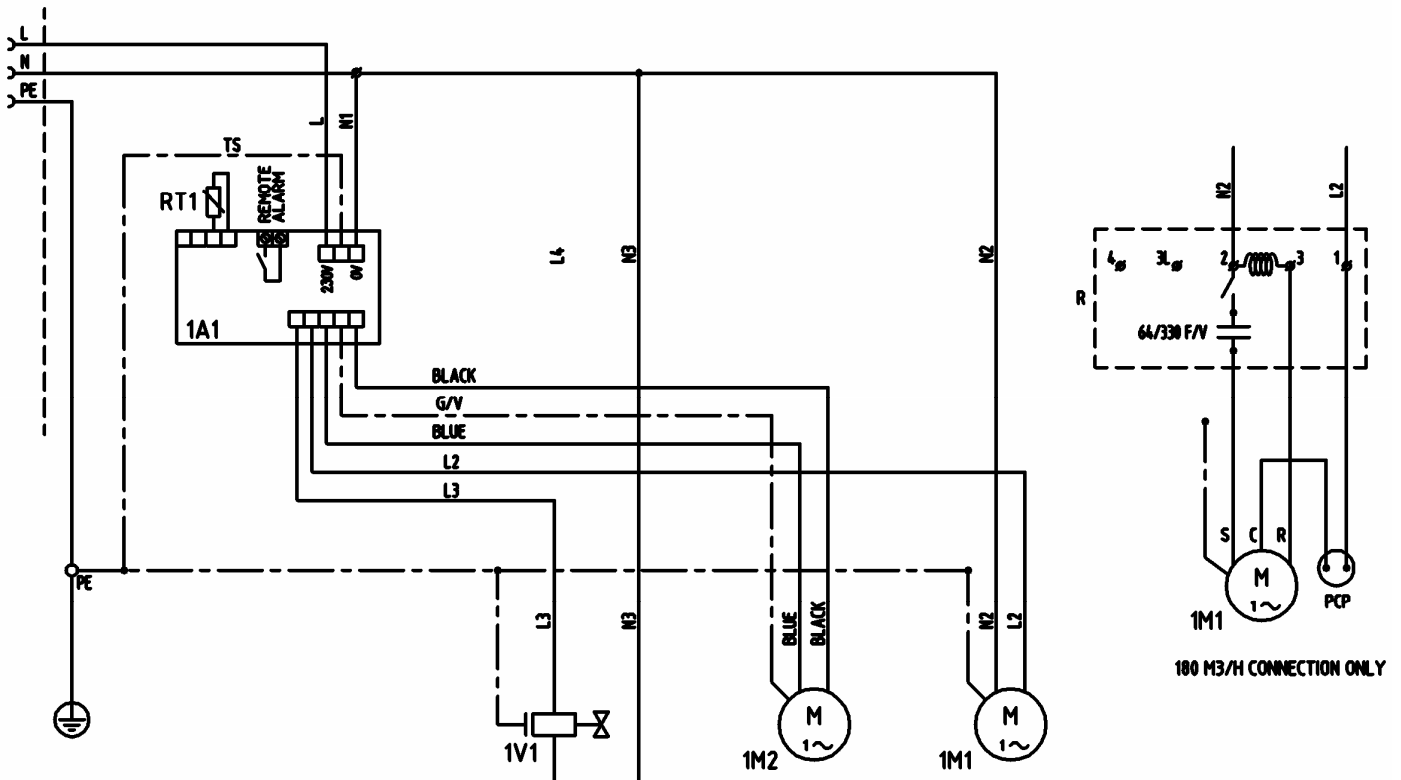 L
N
PE
L
N1
TS
RT1
REMOTE
ALARM
230V
0V
1A1
L4
N3
N2
BLACK
G/V
BLUE
L2
L3
PE
L3
N3
BLUE
BLACK
N2
L2
1V1
M
1~
1M2
M
1~
1M1
N2
L2
4
3L
2
3
1
R
64/330 F/V
S
C
R
M
1~
1M1
PCP
180 M3/H CONNECTION ONLY